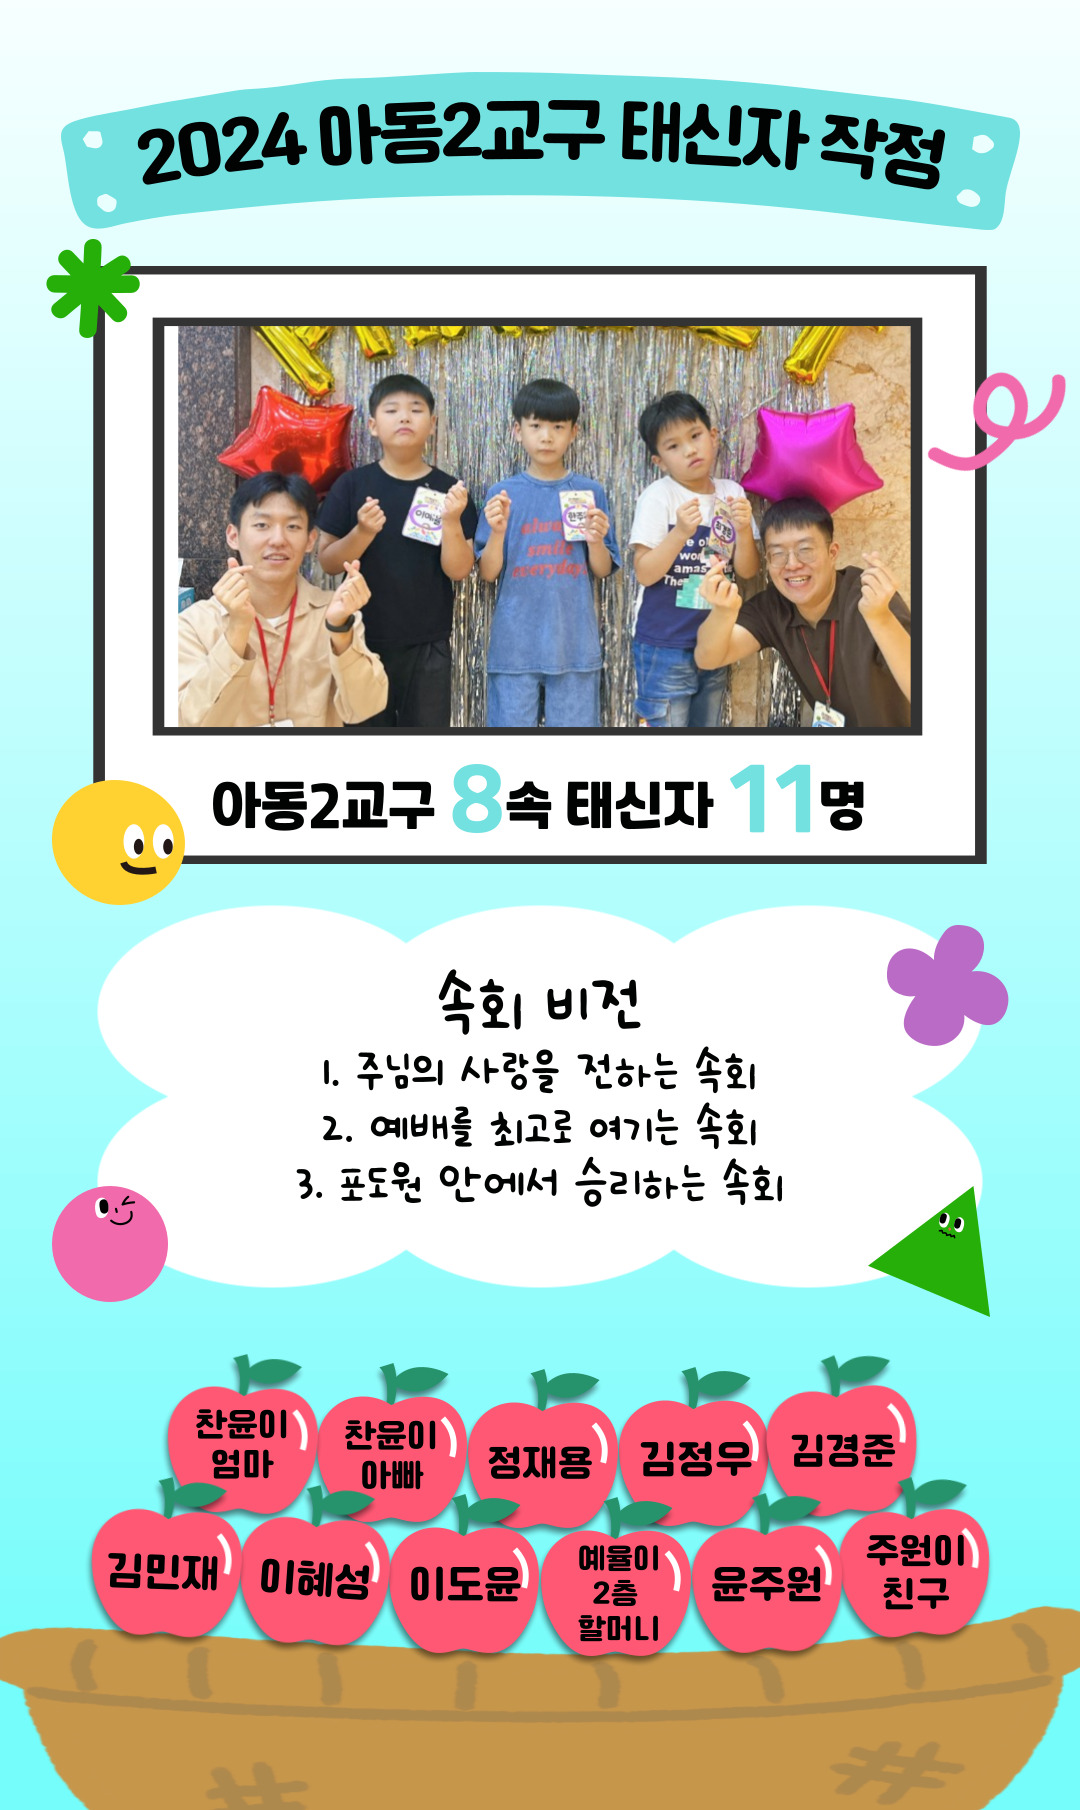 2024 아동2교구 태신자 작정
always
smile
everyday
아동2교구 8속 태신자 11명
속회 비전
1. 주님의 사랑을 전하는 속회
2. 예배를 최고로 여기는 속회
3. 포도원 안에서 승리하는 속회
찬윤이
엄마
찬윤이
아빠
정재용
김정우
김경준
김민재
이혜성
이도윤
예율이
2층
할머니
윤주원
주원이
친구